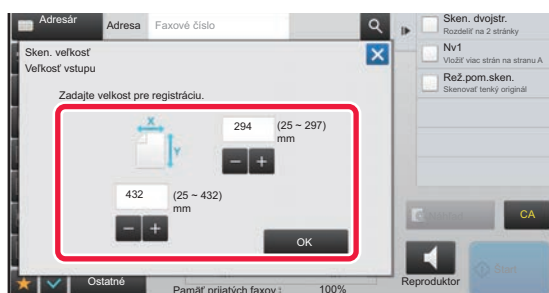 Adresár
Adresa
Faxové číslo
Sken. dvojstr.
Rozdeliť na 2 stránky
Nv1
Vložiť viac strán na stranu A
Rež.pom.sken.
Skenovať tenký originál
Sken. veľkosť
Veľkosť vstupu
Zadajte velkost pre registráciu.
X
294
(25 ~ 297)
mm
Y
432
(25 ~ 432)
mm
OK
CA
Ostatné
Pamäť prijatých faxov :
100%
Reproduktor
Štart